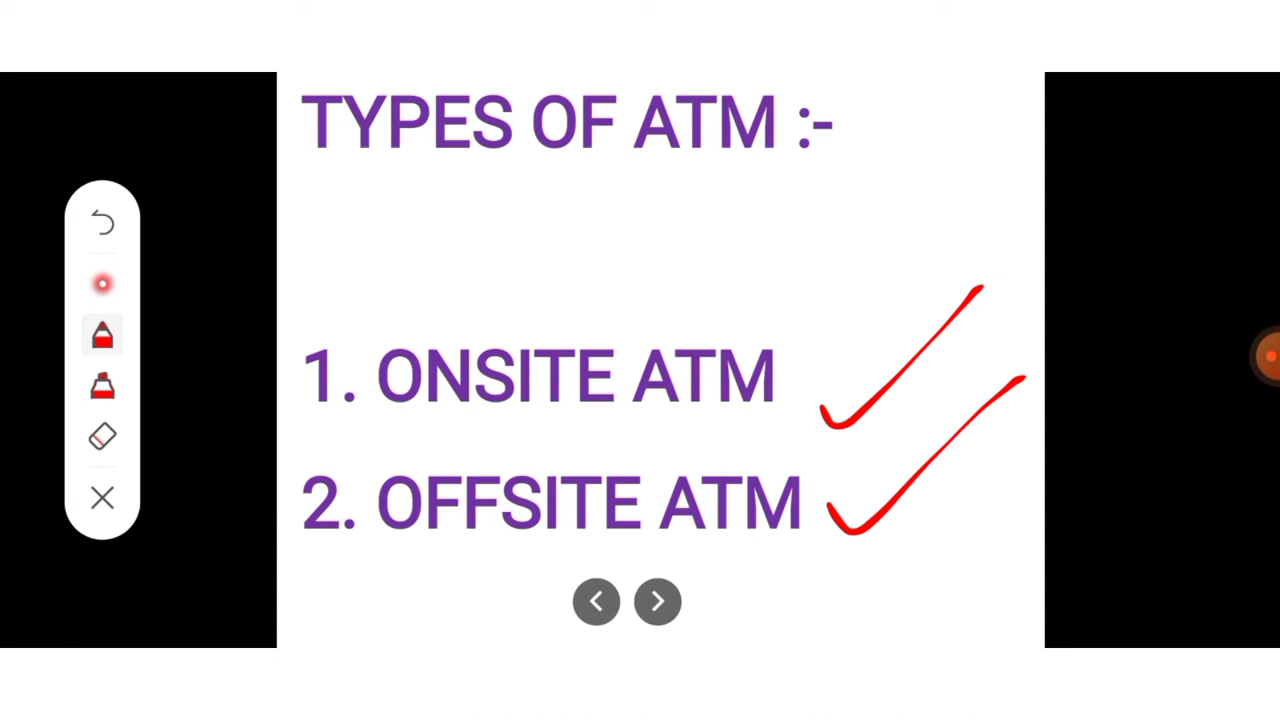 TYPES OF ATM :-
1. ONSITE ATM
2. OFFSITE ATM